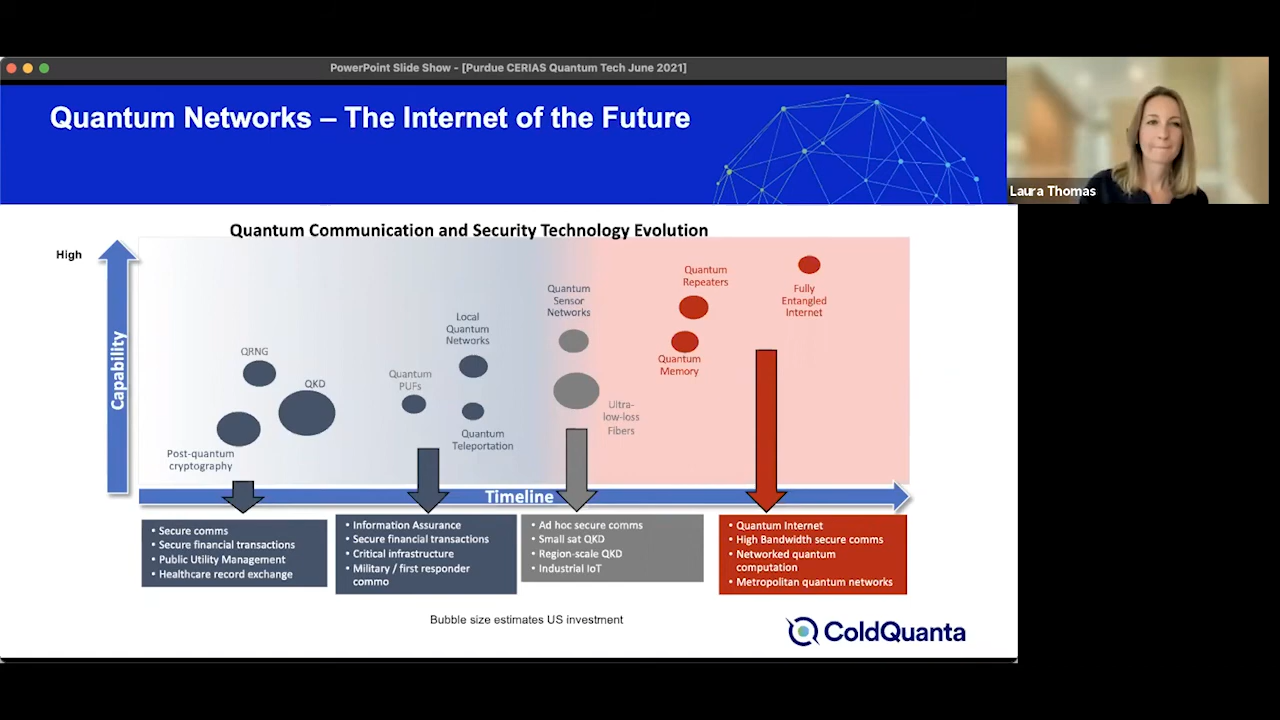 PowerPoint Slide Show - [Purdue CERIAS Quantum Tech June 2021]
Quantum Networks – The Internet of the Future
Laura Thomas
Quantum Communication and Security Technology Evolution
High
Capability
QRNG
QKD
Post-quantum
cryptography
Quantum
PUFs
Local
Quantum
Networks
Quantum
Teleportation
Quantum
Sensor
Networks
Ultra-
low-loss
Fibers
Quantum
Repeaters
Quantum
Memory
Fully
Entangled
Internet
Timeline
• Secure comms
• Secure financial transactions
• Public Utility Management
• Healthcare record exchange
• Information Assurance
• Secure financial transactions
• Critical infrastructure
• Military / first responder
commo
• Ad hoc secure comms
• Small sat QKD
• Region-scale QKD
• Industrial IoT
• Quantum Internet
• High Bandwidth secure comms
• Networked quantum
computation
• Metropolitan quantum networks
Bubble size estimates US investment
ColdQuanta